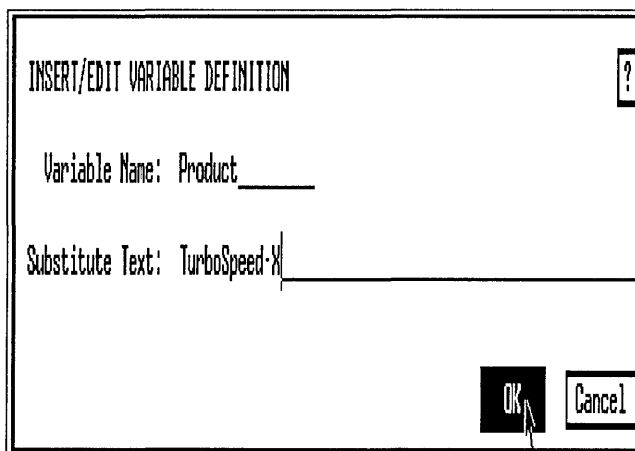 INSERT/EDIT VARIABLE DEFINITION
?
Variable Name: Product
Substitute Text: TurboSpeed-X
OK
Cancel